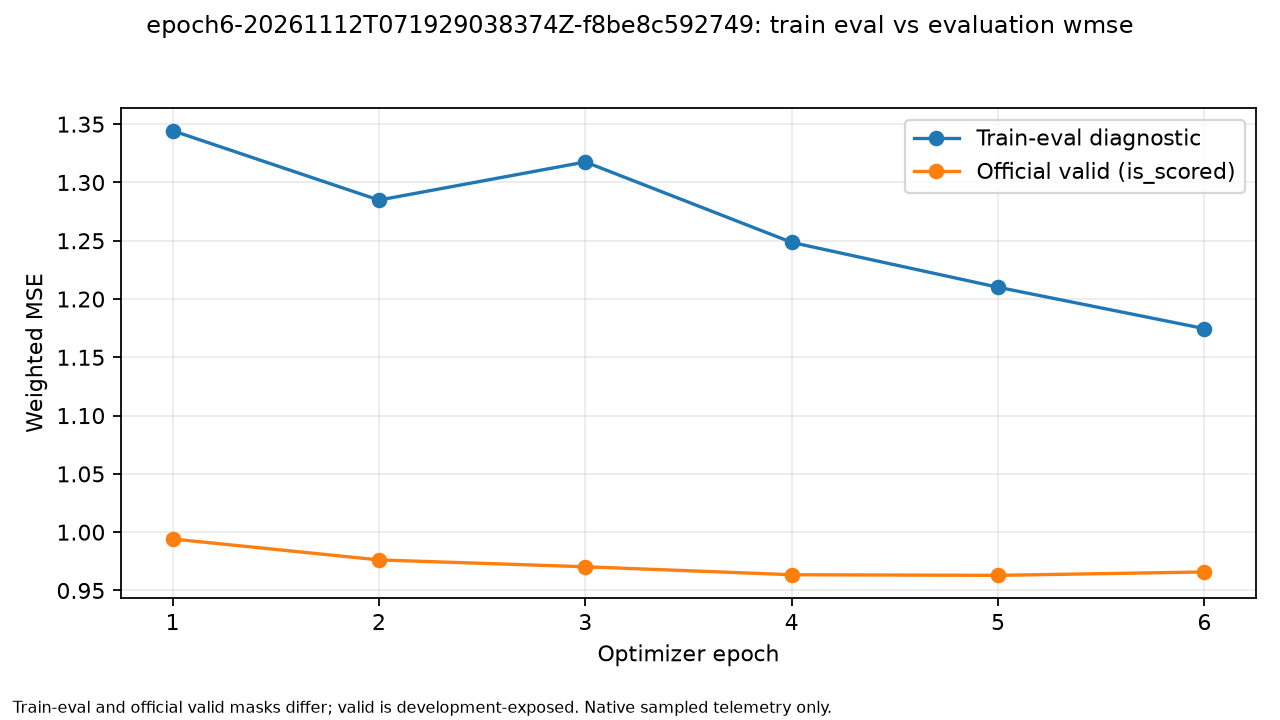 epoch6-20261112T071929038374Z-f8be8c592749: train eval vs evaluation wmse
Train-eval diagnostic
Official valid (is_scored)
Weighted MSE
1.35
1.30
1.25
1.20
1.15
1.10
1.05
1.00
0.95
1 2 3 4 5 6
Optimizer epoch
Train-eval and official valid masks differ; valid is development-exposed. Native sampled telemetry only.